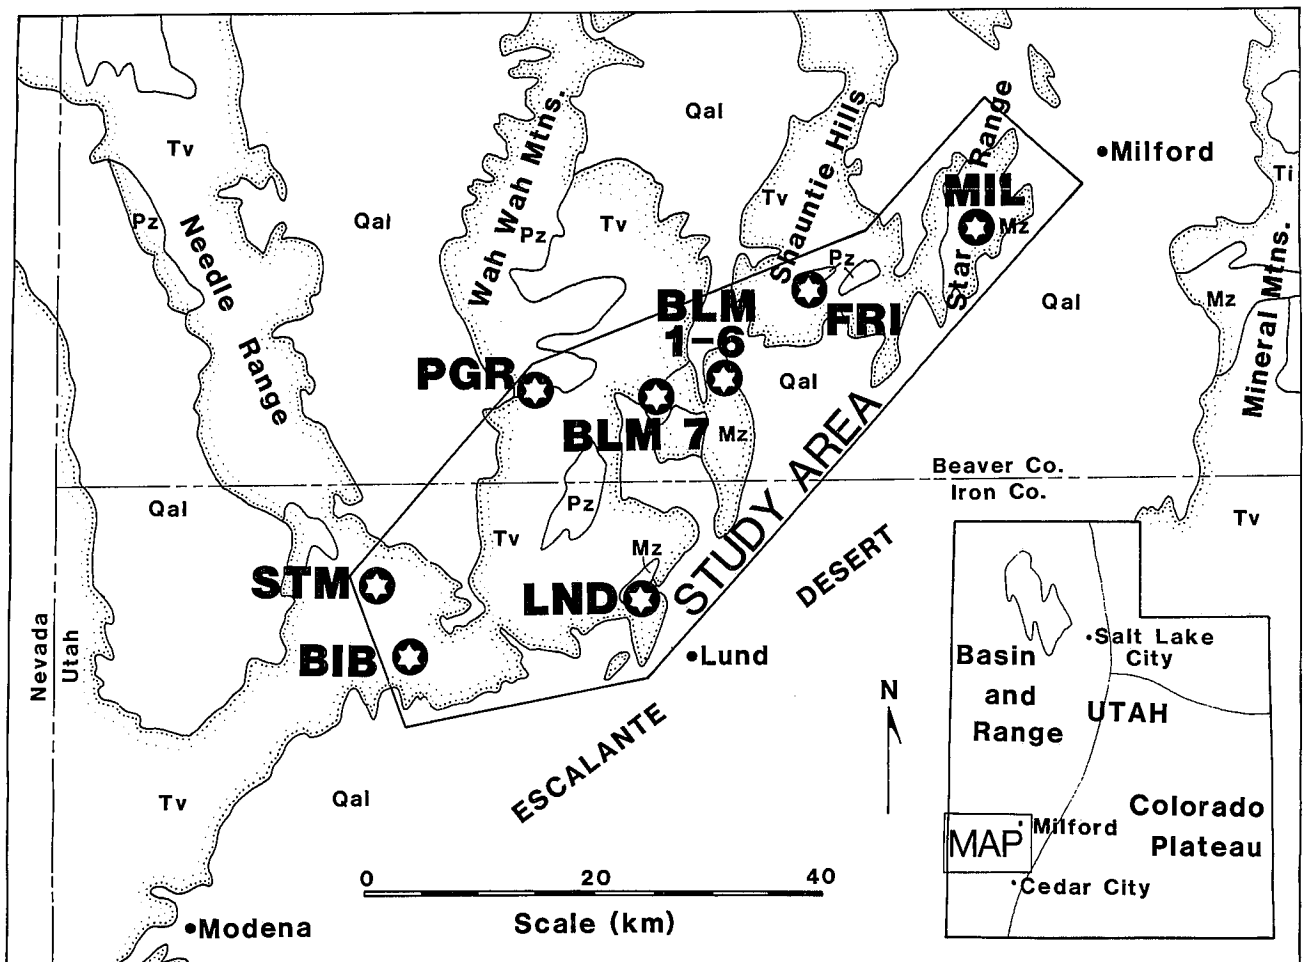 Qal
Wah Wah Mtns.
Shauntie Hills
Star Range
Milford
Tv
Tv
MIL
Ti
Pz
Needle Range
Qal
Pz
Tv
Mz
Pz
FRI
Qal
Mz
Mineral Mtns.
BLM
1-6
PGR
Qal
BLM 7
Mz
STUDY AREA
Beaver Co.
Iron Co.
Qal
Pz
Tv
Tv
Mz
DESERT
STM
LND
BIB
Lund
Nevada
Utah
ESCALANTE
N
Salt Lake
City
Basin
and
Range
UTAH
Colorado
Plateau
MAP
Milford
Cedar City
Tv
Qal
0 20 40
Scale (km)
Modena